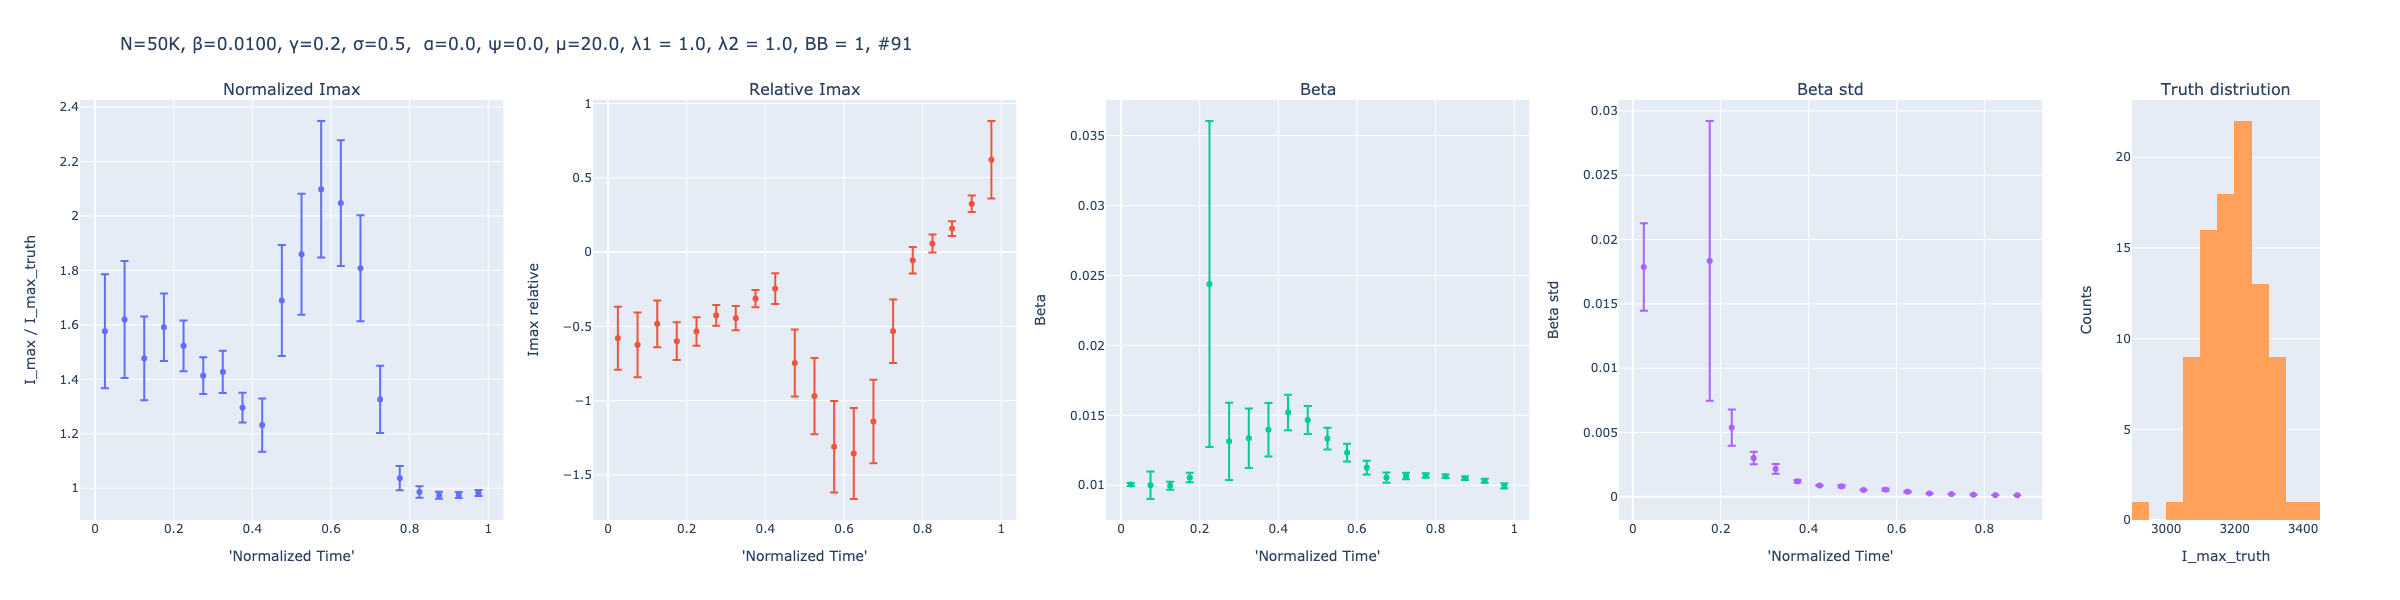 N=50K, β=0.0100, γ=0.2, σ=0.5,  α=0.0, ψ=0.0, μ=20.0, λ1 = 1.0, λ2 = 1.0, BB = 1, #91
Normalized Imax
2.4
2.2
2
1.8
1.6
1.4
1.2
1
I_max / I_max_truth
0 0.2 0.4 0.6 0.8 1
'Normalized Time'
Relative Imax
1
0.5
0
−0.5
−1
−1.5
Imax relative
0 0.2 0.4 0.6 0.8 1
'Normalized Time'
Beta
0.035
0.03
0.025
0.02
0.015
0.01
Beta
0 0.2 0.4 0.6 0.8 1
'Normalized Time'
Beta std
0.03
0.025
0.02
0.015
0.01
0.005
0
Beta std
0 0.2 0.4 0.6 0.8
'Normalized Time'
Truth distriution
20
15
10
5
0
Counts
3000 3200 3400
I_max_truth